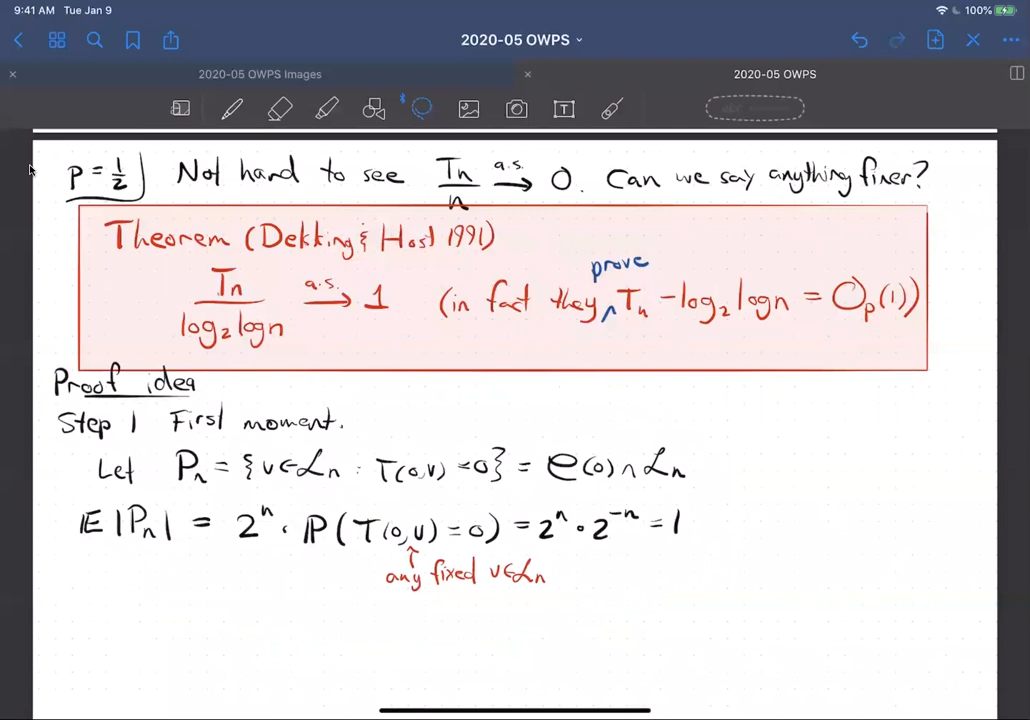 9:41 AM Tue Jan 9
100%
2020-05 OWPS
2020-05 OWPS Images
2020-05 OWPS
p = 1/2 Not hard to see Tn/n a.s.→ 0. Can we say anything finer?
Theorem (Dekking & Host 1991)
Tn/log₂ log n a.s.→ 1 (in fact they ^prove Tn - log₂ log n = Op(1))
Proof idea
Step 1 First moment.
Let Pn = {v∈ℒn : T(0,v) = 0} = C(0) ∩ ℒn
𝔼|Pn| = 2ⁿ · ℙ(T(0,v) = 0) = 2ⁿ · 2⁻ⁿ = 1
↑
any fixed v∈ℒn